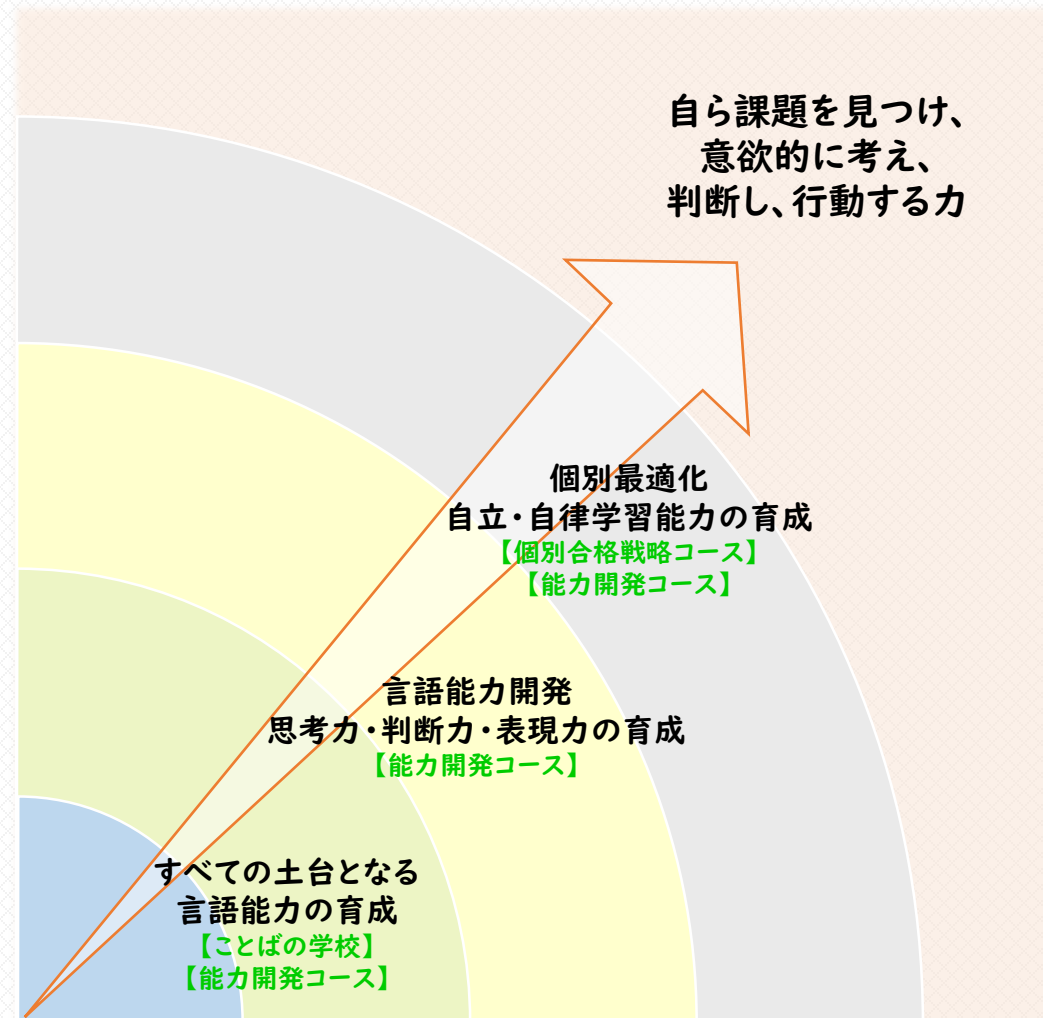 自ら課題を見つけ、
意欲的に考え、
判断し、行動する力
個別最適化
自立・自律学習能力の育成
【個別合格戦略コース】
【能力開発コース】
言語能力開発
思考力・判断力・表現力の育成
【能力開発コース】
すべての土台となる
言語能力の育成
【ことばの学校】
【能力開発コース】